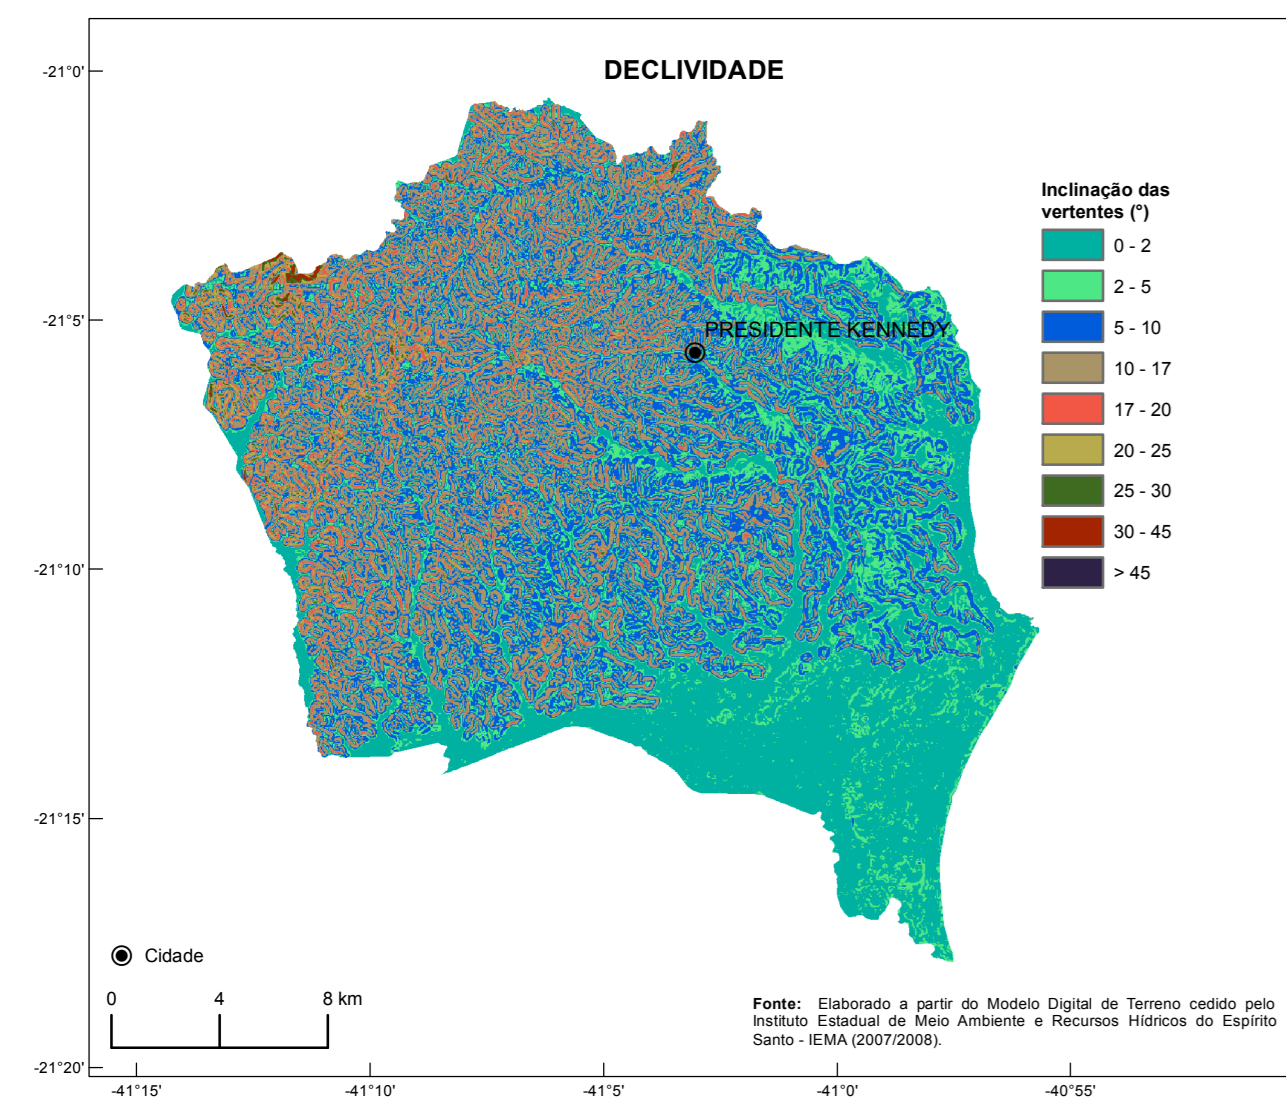 DECLIVIDADE
-21°0'
-21°5'
-21°10'
-21°15'
-21°20'
PRESIDENTE KENNEDY
Inclinação das
vertentes (°)
0 - 2
2 - 5
5 - 10
10 - 17
17 - 20
20 - 25
25 - 30
30 - 45
> 45
Cidade
0 4 8 km
Fonte: Elaborado a partir do Modelo Digital de Terreno cedido pelo
Instituto Estadual de Meio Ambiente e Recursos Hídricos do Espírito
Santo - IEMA (2007/2008).
-41°15' -41°10' -41°5' -41°0' -40°55'